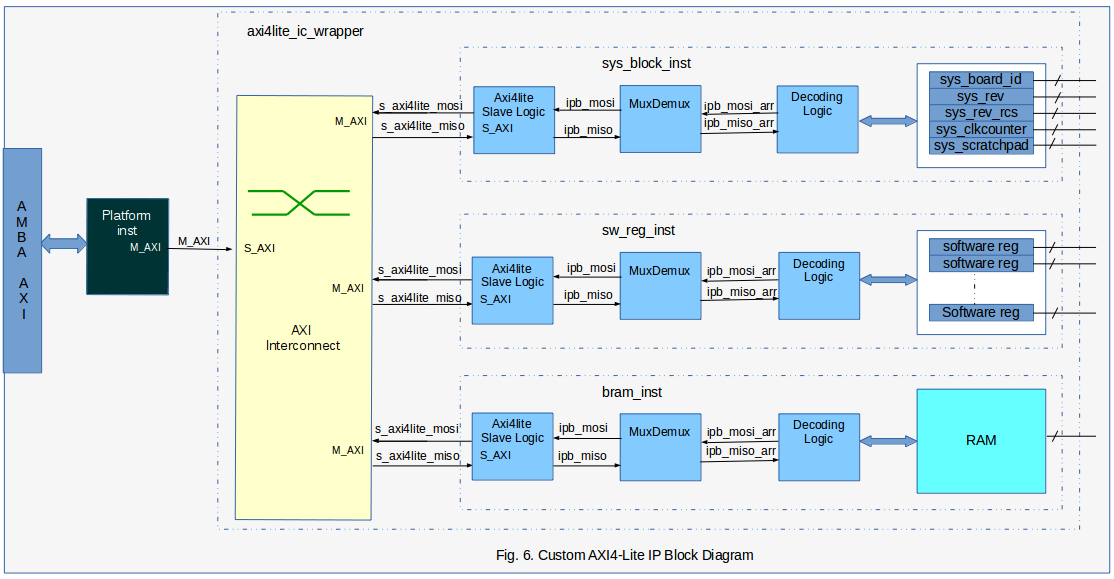 axi4lite_ic_wrapper
sys_block_inst
s_axi4lite_mosi
s_axi4lite_miso
M_AXI
Axi4lite
Slave Logic
S_AXI
ipb_mosi
ipb_miso
MuxDemux
ipb_mosi_arr
ipb_miso_arr
Decoding
Logic
sys_board_id
sys_rev
sys_rev_rcs
sys_clkcounter
sys_scratchpad
A
M
B
A
A
X
I
Platform
inst
M_AXI
M_AXI
S_AXI
AXI
Interconnect
sw_reg_inst
s_axi4lite_mosi
s_axi4lite_miso
M_AXI
Axi4lite
Slave Logic
S_AXI
ipb_mosi
ipb_miso
MuxDemux
ipb_mosi_arr
ipb_miso_arr
Decoding
Logic
software reg
software reg
Software reg
bram_inst
s_axi4lite_mosi
s_axi4lite_miso
M_AXI
Axi4lite
Slave Logic
S_AXI
ipb_mosi
ipb_miso
MuxDemux
ipb_mosi_arr
ipb_miso_arr
Decoding
Logic
RAM
Fig. 6. Custom AXI4-Lite IP Block Diagram